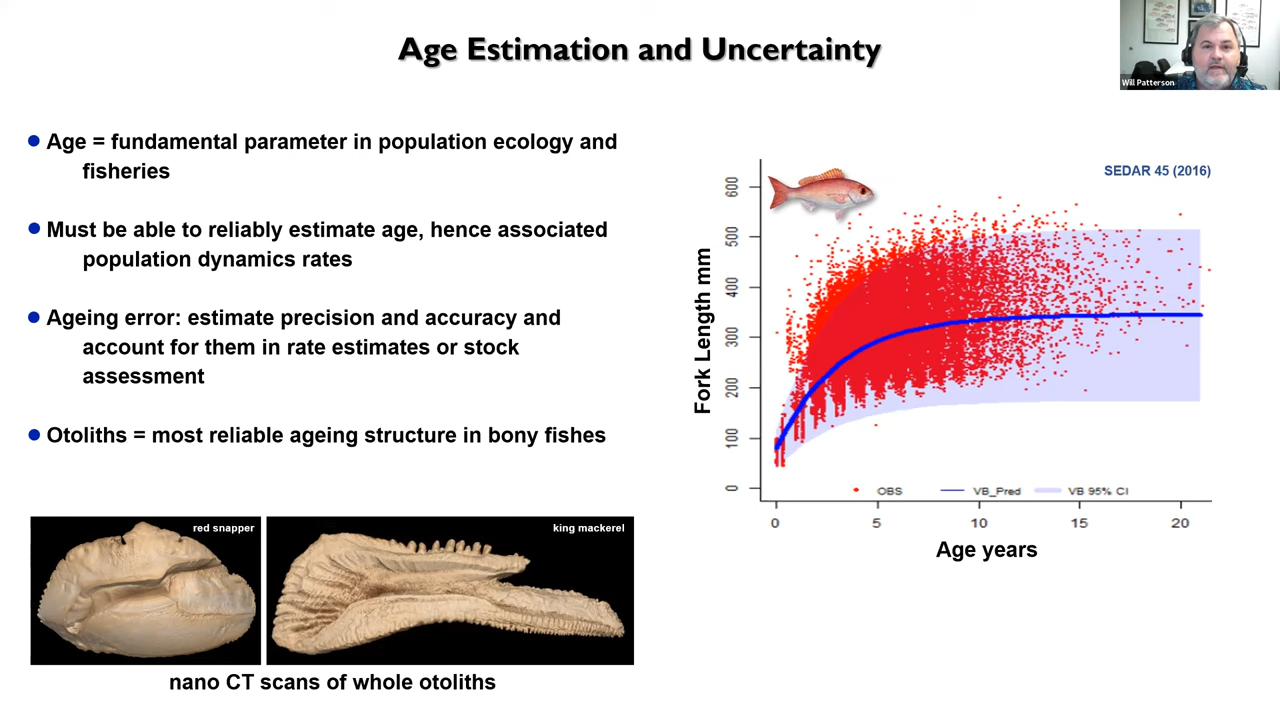 Age Estimation and Uncertainty
Will Patterson
● Age = fundamental parameter in population ecology and
fisheries
● Must be able to reliably estimate age, hence associated
population dynamics rates
● Ageing error: estimate precision and accuracy and
account for them in rate estimates or stock
assessment
● Otoliths = most reliable ageing structure in bony fishes
red snapper
king mackerel
nano CT scans of whole otoliths
SEDAR 45 (2016)
Fork Length mm
600
500
400
300
200
100
0
OBS VB_Pred VB 95% CI
0 5 10 15 20
Age years